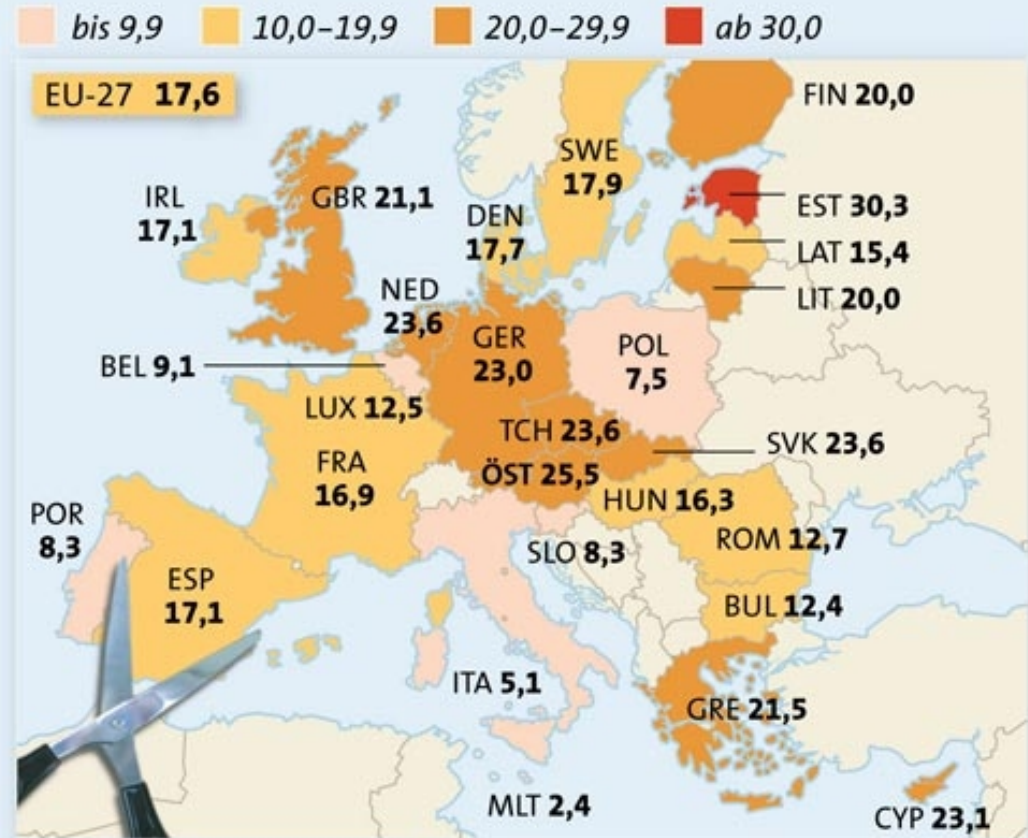 bis 9,9 10,0–19,9 20,0–29,9 ab 30,0
EU-27 17,6
FIN 20,0
SWE
17,9
IRL
17,1
GBR 21,1
DEN
17,7
EST 30,3
LAT 15,4
LIT 20,0
NED
23,6
GER
23,0
POL
7,5
BEL 9,1
LUX 12,5
TCH 23,6
SVK 23,6
FRA
16,9
ÖST 25,5
HUN 16,3
POR
8,3
SLO 8,3
ROM 12,7
ESP
17,1
BUL 12,4
ITA 5,1
GRE 21,5
MLT 2,4
CYP 23,1